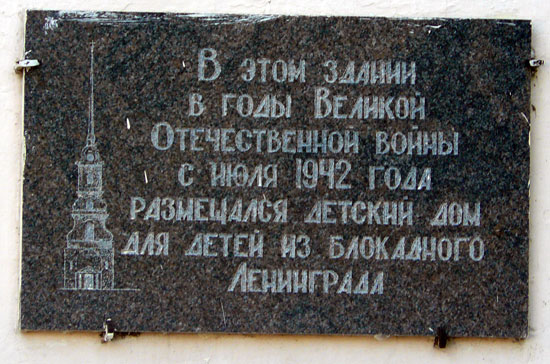 В этом здании
в годы Великой
Отечественной войны
с июля 1942 года
размещался детский дом
для детей из блокадного
Ленинграда